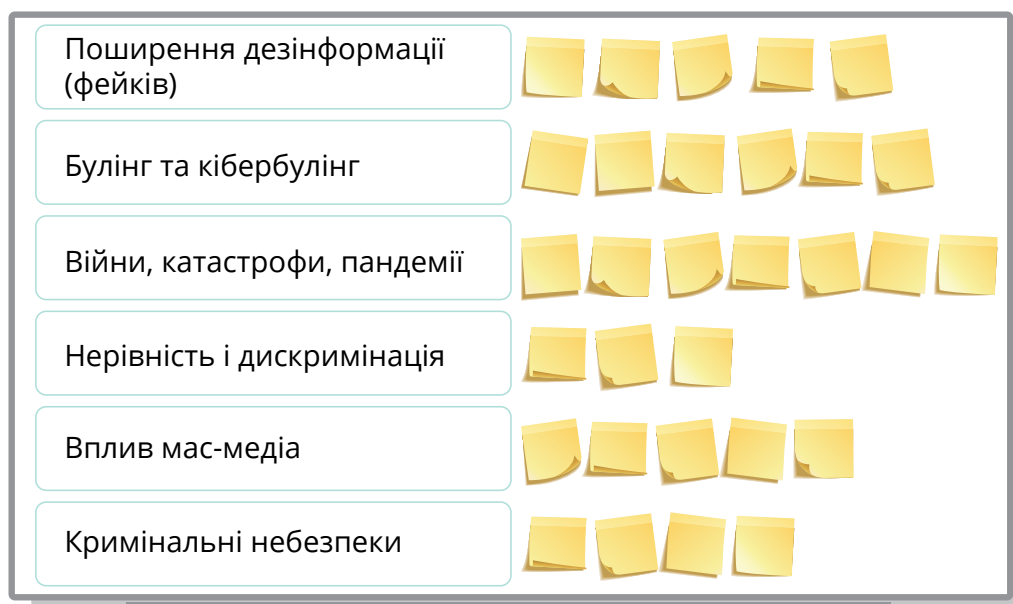 Поширення дезінформації
(фейків)
Булінг та кібербулінг
Війни, катастрофи, пандемії
Нерівність і дискримінація
Вплив мас-медіа
Кримінальні небезпеки